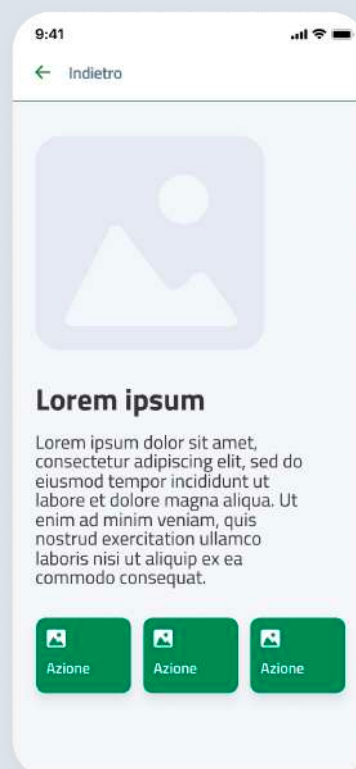 9:41
Indietro
Lorem ipsum
Lorem ipsum dolor sit amet,
consectetur adipiscing elit, sed do
eiusmod tempor incididunt ut
labore et dolore magna aliqua. Ut
enim ad minim veniam, quis
nostrud exercitation ullamco
laboris nisi ut aliquip ex ea
commodo consequat.
Azione
Azione
Azione